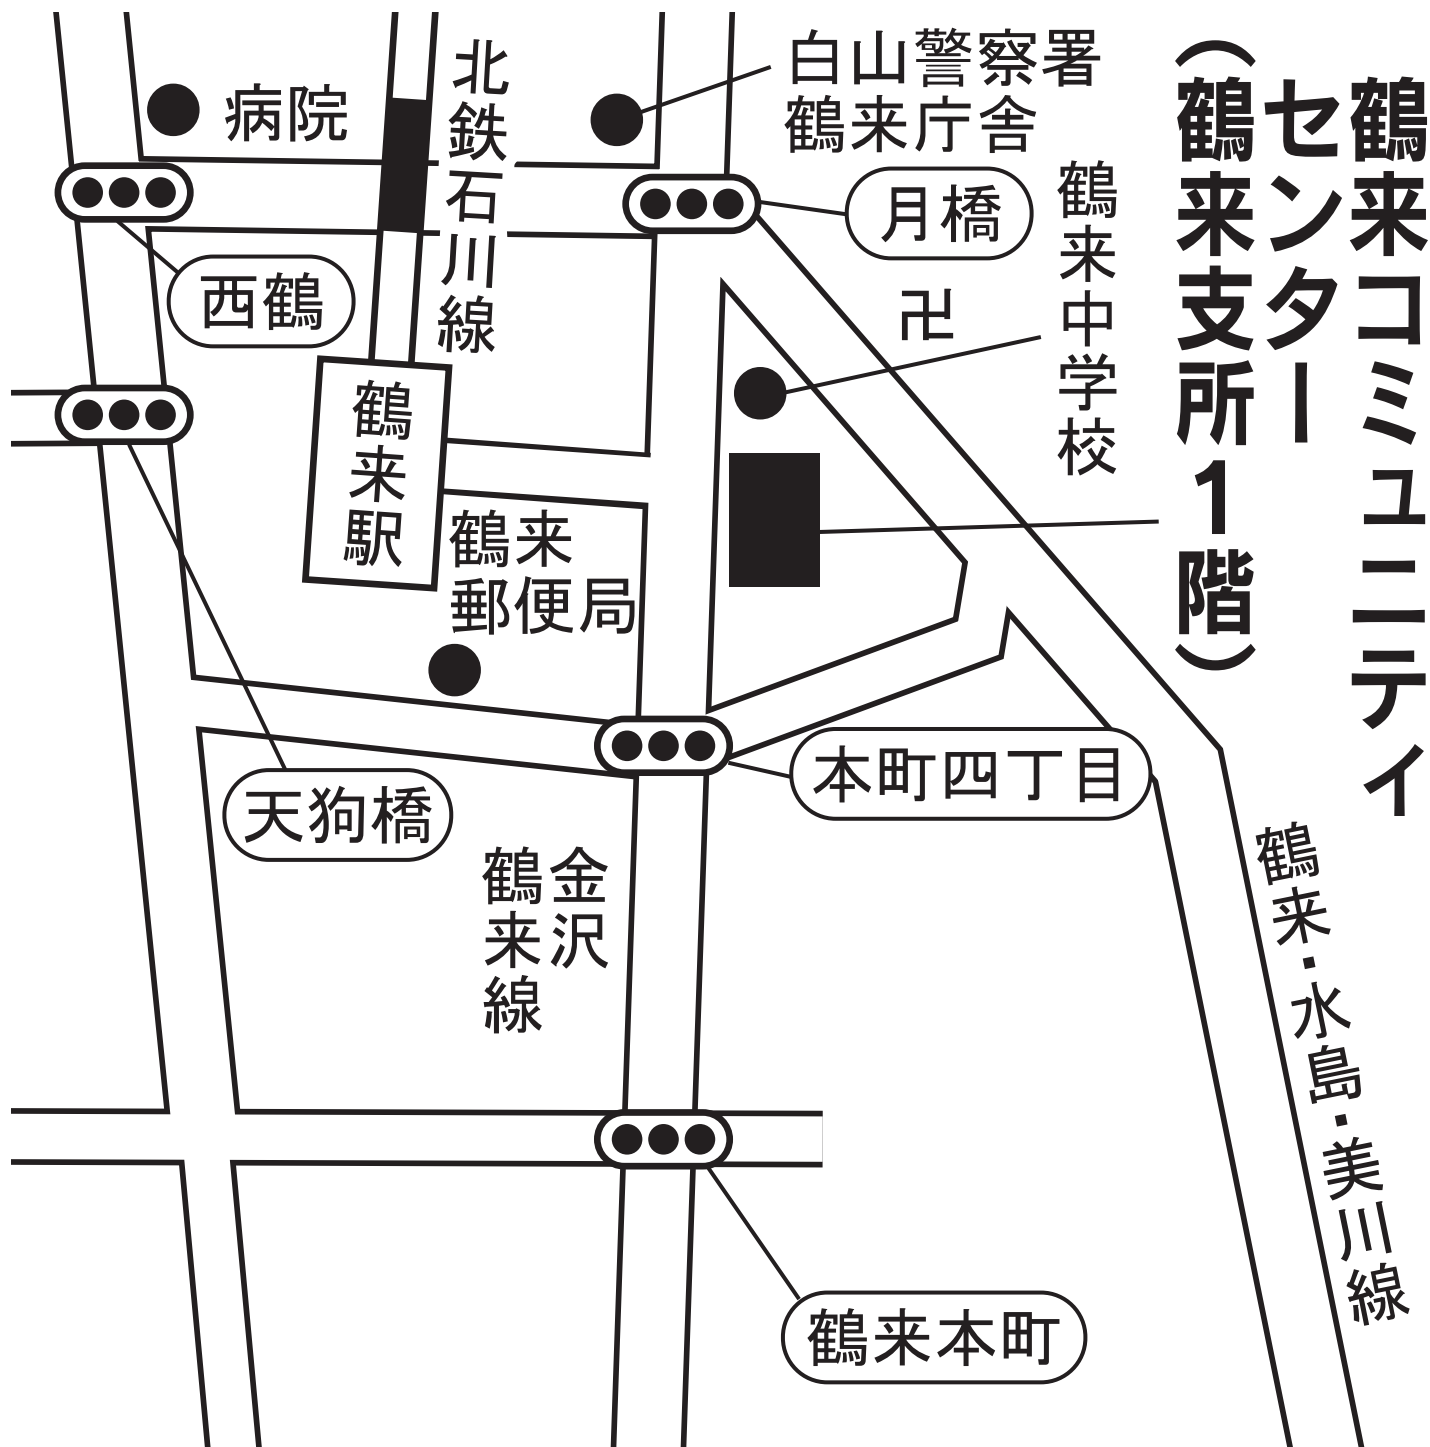 鶴来コミュニティ
センター
（鶴来支所１階）
白山警察署
鶴来庁舎
病院
北鉄石川線
月橋
鶴来中学校
西鶴
卍
鶴来駅
鶴来
郵便局
天狗橋
本町四丁目
金沢
鶴来線
鶴来・水島・美川線
鶴来本町